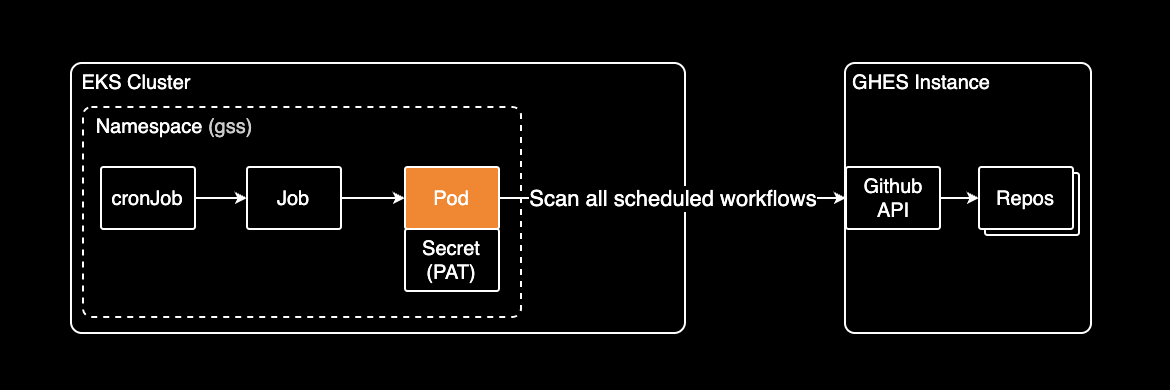 EKS Cluster
GHES Instance
Namespace (gss)
cronJob
Job
Pod
Scan all scheduled workflows
Github
API
Repos
Secret
(PAT)